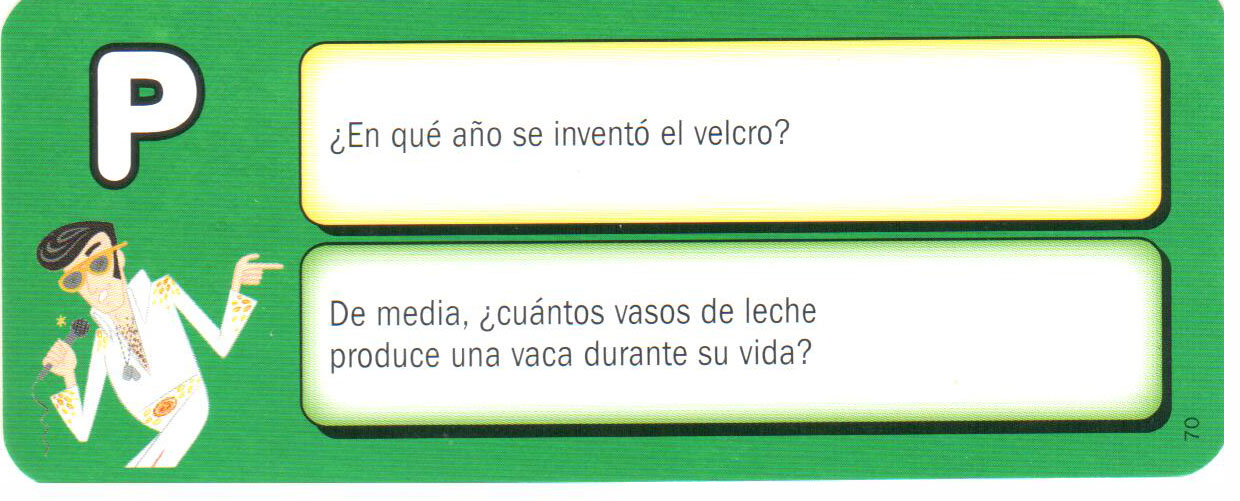 P
¿En qué año se inventó el velcro?
De media, ¿cuántos vasos de leche
produce una vaca durante su vida?
70